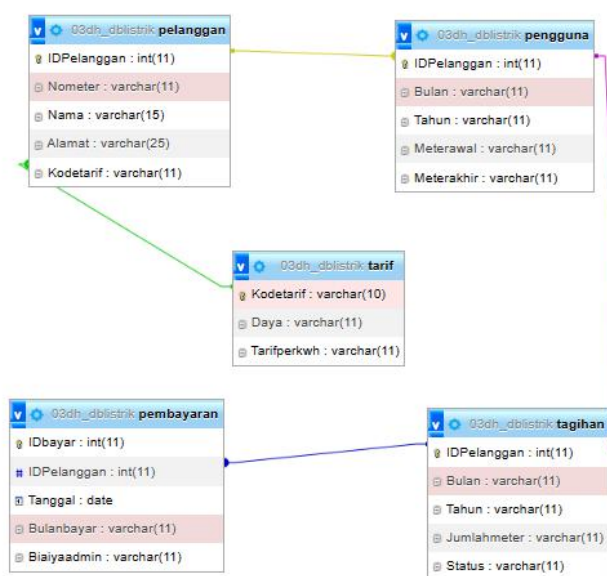 03dh_dblistrik pelanggan
IDPelanggan : int(11)
Nometer : varchar(11)
Nama : varchar(15)
Alamat : varchar(25)
Kodetarif : varchar(11)
03dh_dblistrik pengguna
IDPelanggan : int(11)
Bulan : varchar(11)
Tahun : varchar(11)
Meterawal : varchar(11)
Meterakhir : varchar(11)
03dh_dblistrik tarif
Kodetarif : varchar(10)
Daya : varchar(11)
Tarifperkwh : varchar(11)
03dh_dblistrik pembayaran
IDbayar : int(11)
IDPelanggan : int(11)
Tanggal : date
Bulanbayar : varchar(11)
Biaiyaadmin : varchar(11)
03dh_dblistrik tagihan
IDPelanggan : int(11)
Bulan : varchar(11)
Tahun : varchar(11)
Jumlahmeter : varchar(11)
Status : varchar(11)